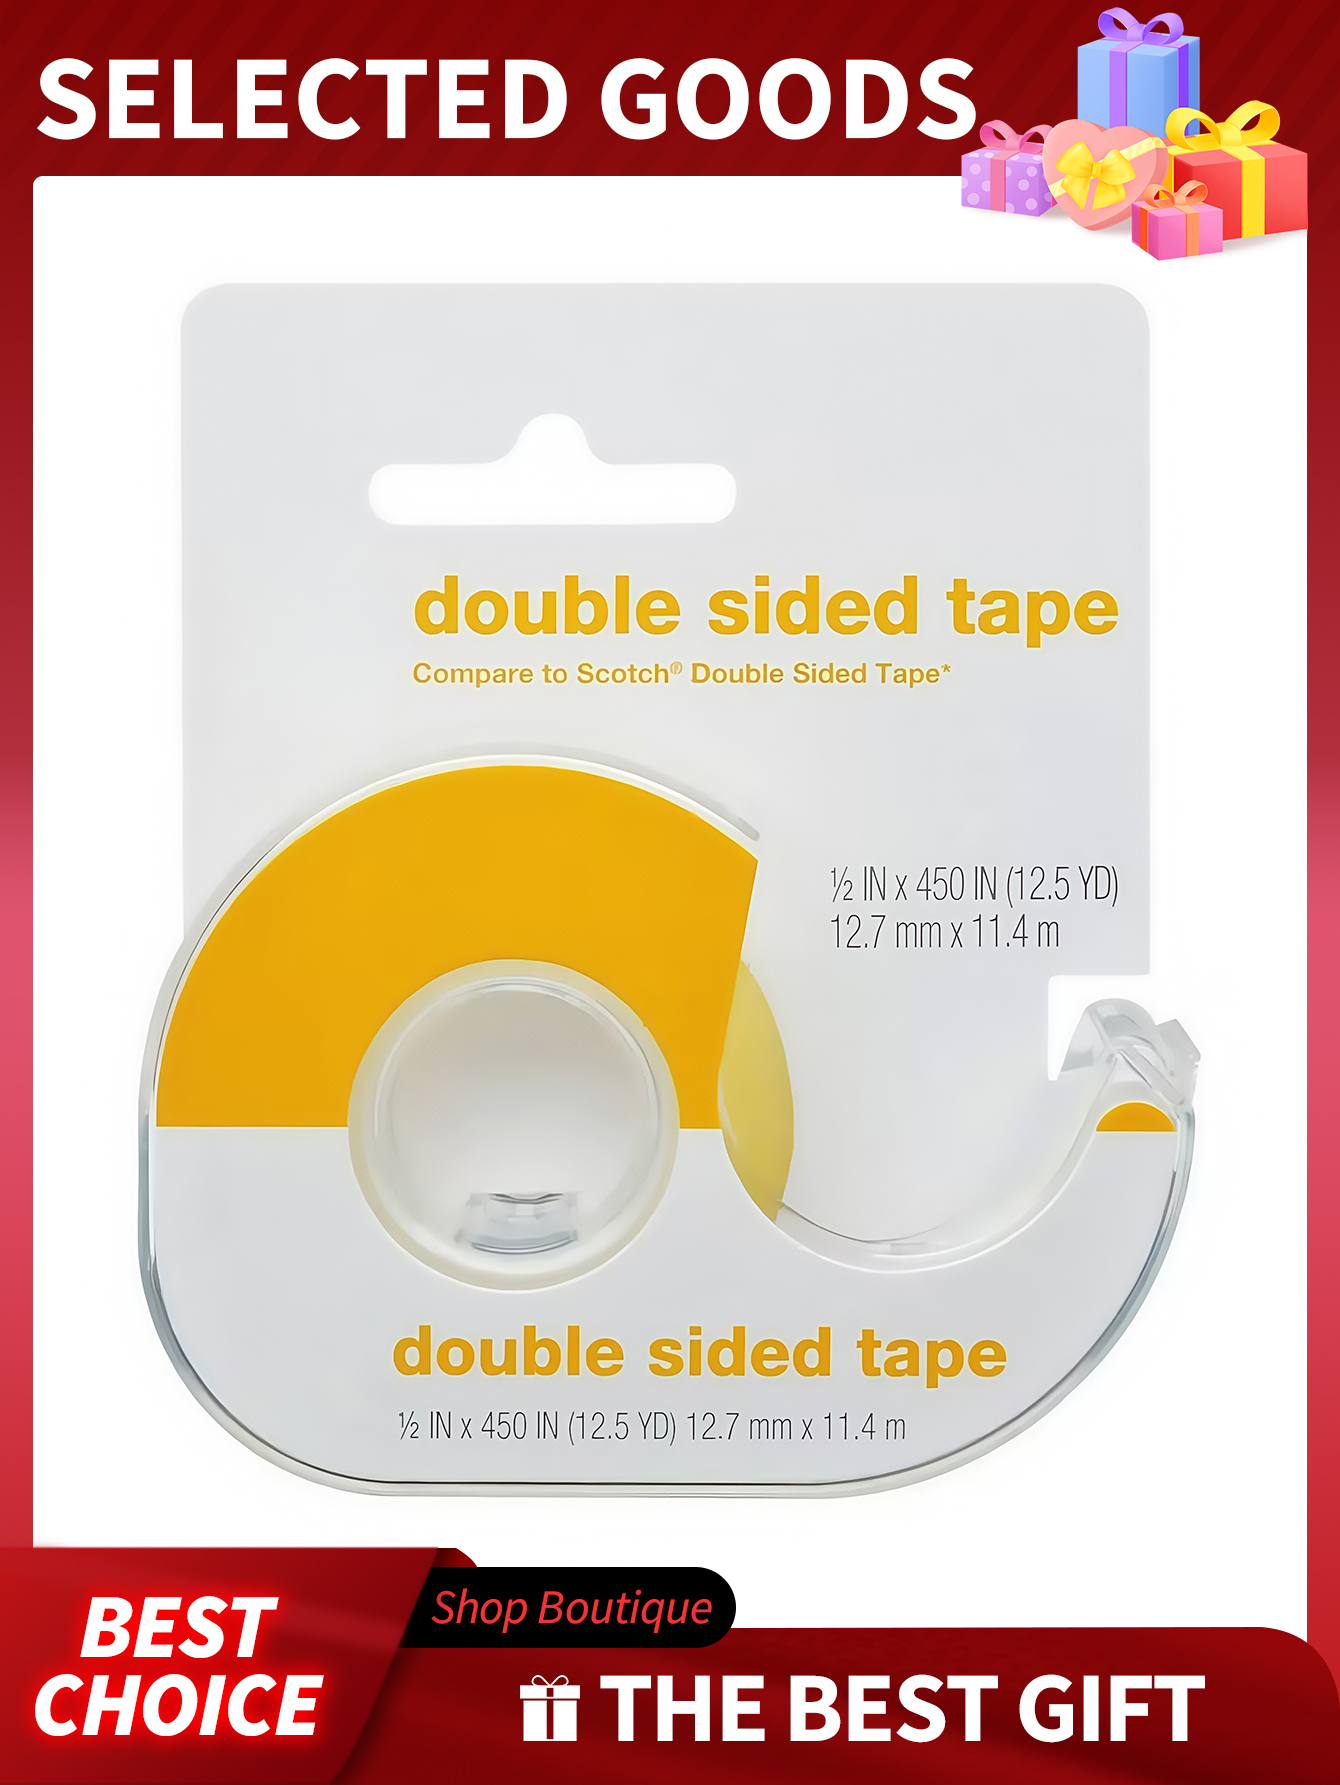 SELECTED GOODS
double sided tape
Compare to Scotch® Double Sided Tape*
½ IN x 450 IN (12.5 YD)
12.7 mm x 11.4 m
double sided tape
½ IN x 450 IN (12.5 YD) 12.7 mm x 11.4 m
Shop Boutique
BEST
CHOICE
THE BEST GIFT